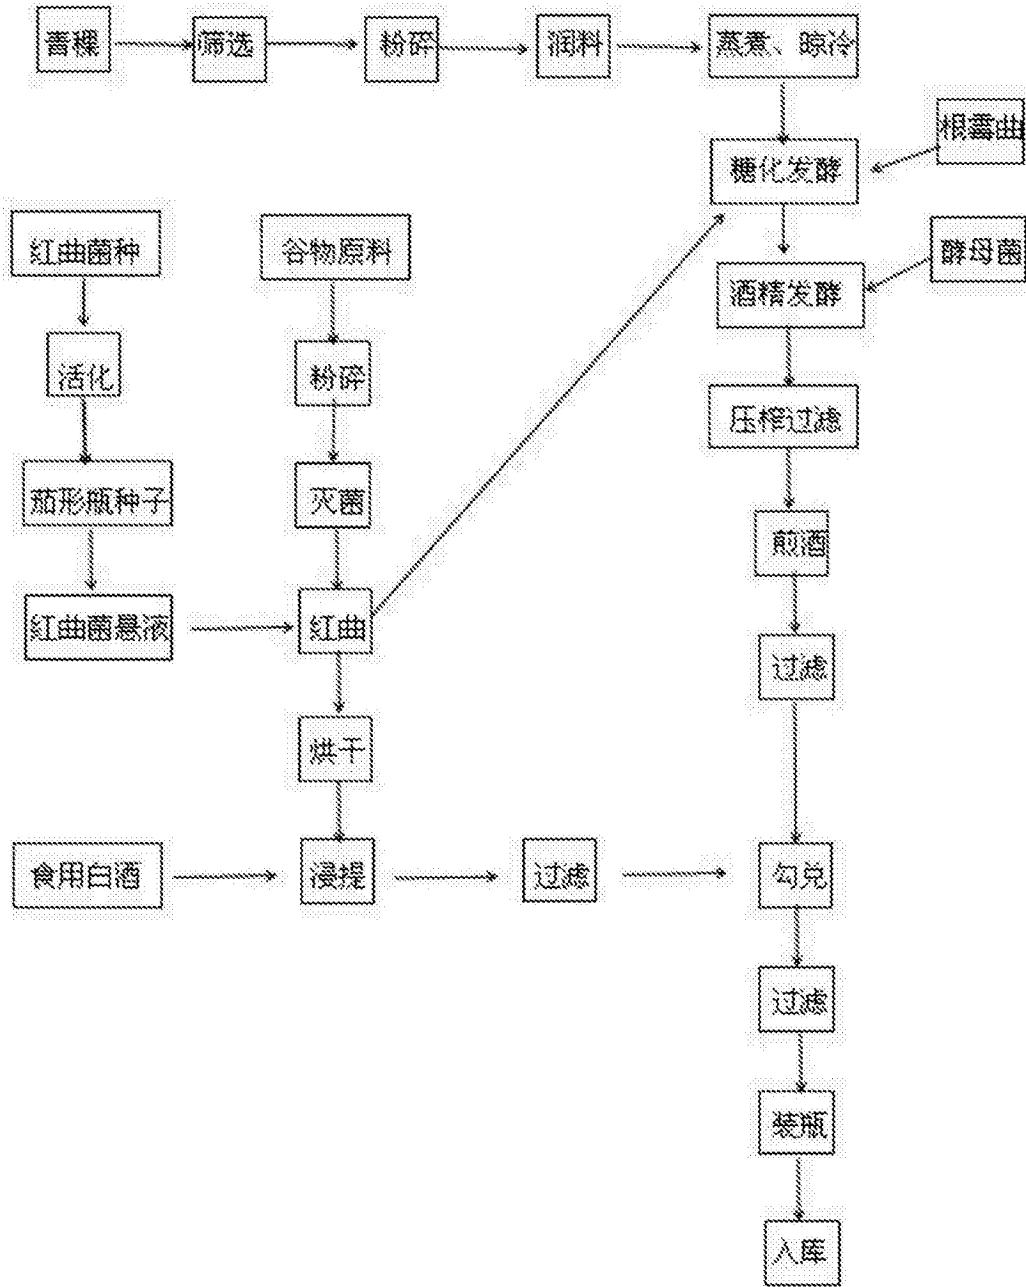 青稞
筛选
粉碎
润料
蒸煮、晾冷
根霉曲
糖化发酵
酵母菌
酒精发酵
压榨过滤
煎酒
过滤
红曲菌种
活化
茄形瓶种子
红曲菌悬液
谷物原料
粉碎
灭菌
红曲
烘干
食用白酒
浸提
过滤
勾兑
过滤
装瓶
入库